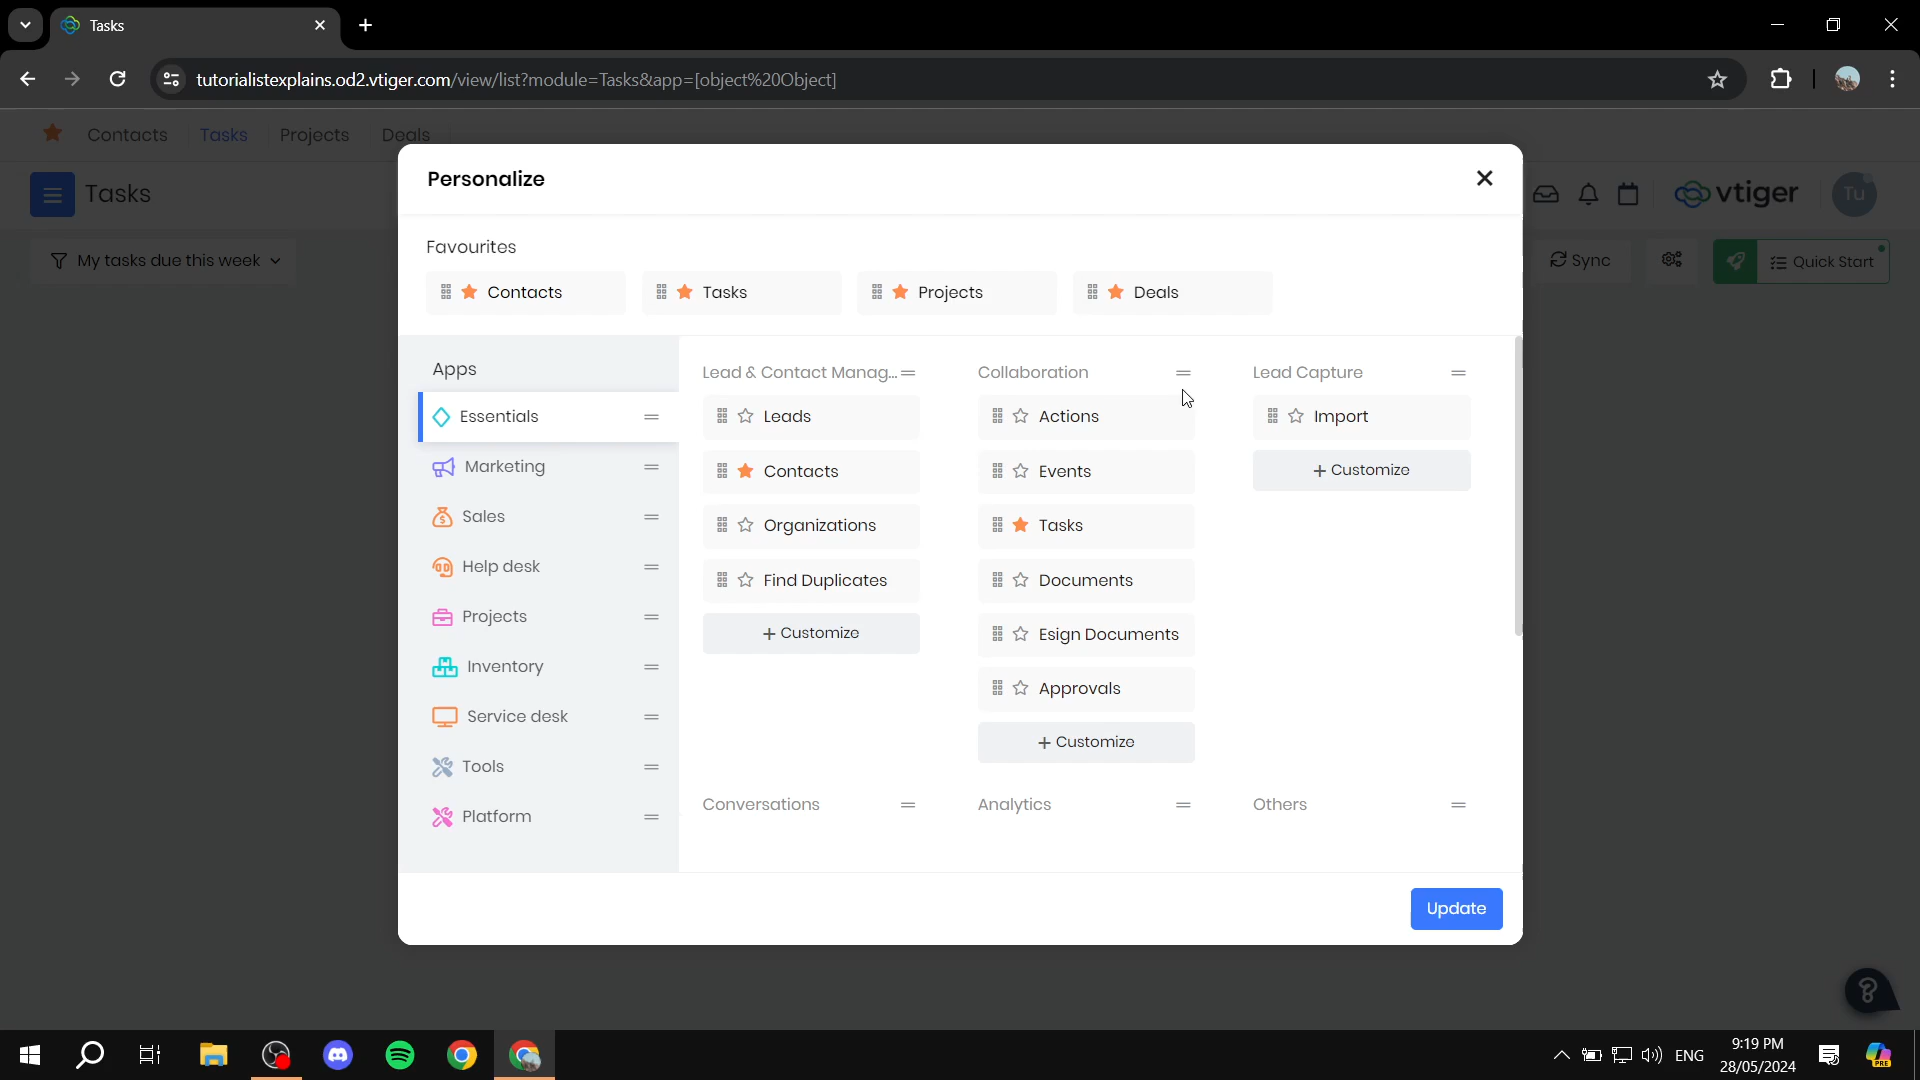 Tasks
tutorialistexplains.od2.vtiger.com/view/list?module=Tasks&app=[object%20Object]
Contacts Tasks Projects Deals
Tasks
vtiger
Tu
My tasks due this week
Sync
Quick Start
Personalize
Favourites
Contacts Tasks Projects Deals
Apps
Essentials
Marketing
Sales
Help desk
Projects
Inventory
Service desk
Tools
Platform
Lead & Contact Manag...
Leads
Contacts
Organizations
Find Duplicates
+ Customize
Collaboration
Actions
Events
Tasks
Documents
Esign Documents
Approvals
+ Customize
Lead Capture
Import
+ Customize
Conversations
Analytics
Others
Update
?
ENG
9:19 PM
28/05/2024
PRE